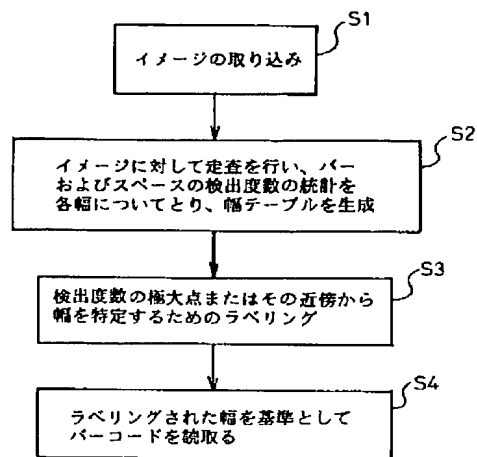 S1
イメージの取り込み
S2
イメージに対して走査を行い、バー
およびスペースの検出度数の統計を
各幅についてとり、幅テーブルを生成
S3
検出度数の極大点またはその近傍から
幅を特定するためのラベリング
S4
ラベリングされた幅を基準として
バーコードを読取る